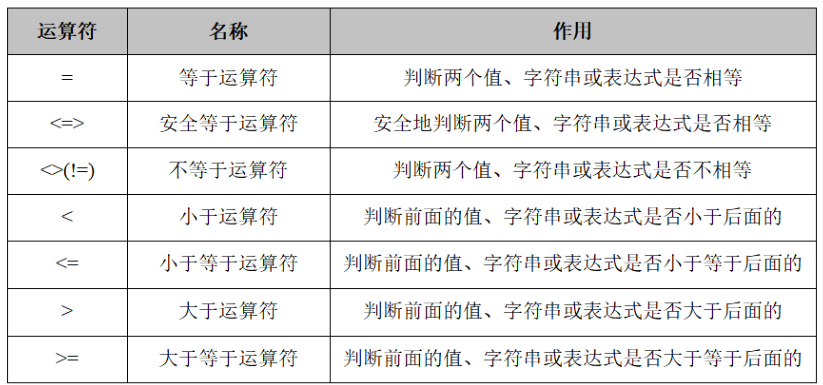 运算符 名称 作用
= 等于运算符 判断两个值、字符串或表达式是否相等
<=> 安全等于运算符 安全地判断两个值、字符串或表达式是否相等
<>(!=) 不等于运算符 判断两个值、字符串或表达式是否不相等
< 小于运算符 判断前面的值、字符串或表达式是否小于后面的
<= 小于等于运算符 判断前面的值、字符串或表达式是否小于等于后面的
> 大于运算符 判断前面的值、字符串或表达式是否大于后面的
>= 大于等于运算符 判断前面的值、字符串或表达式是否大于等于后面的